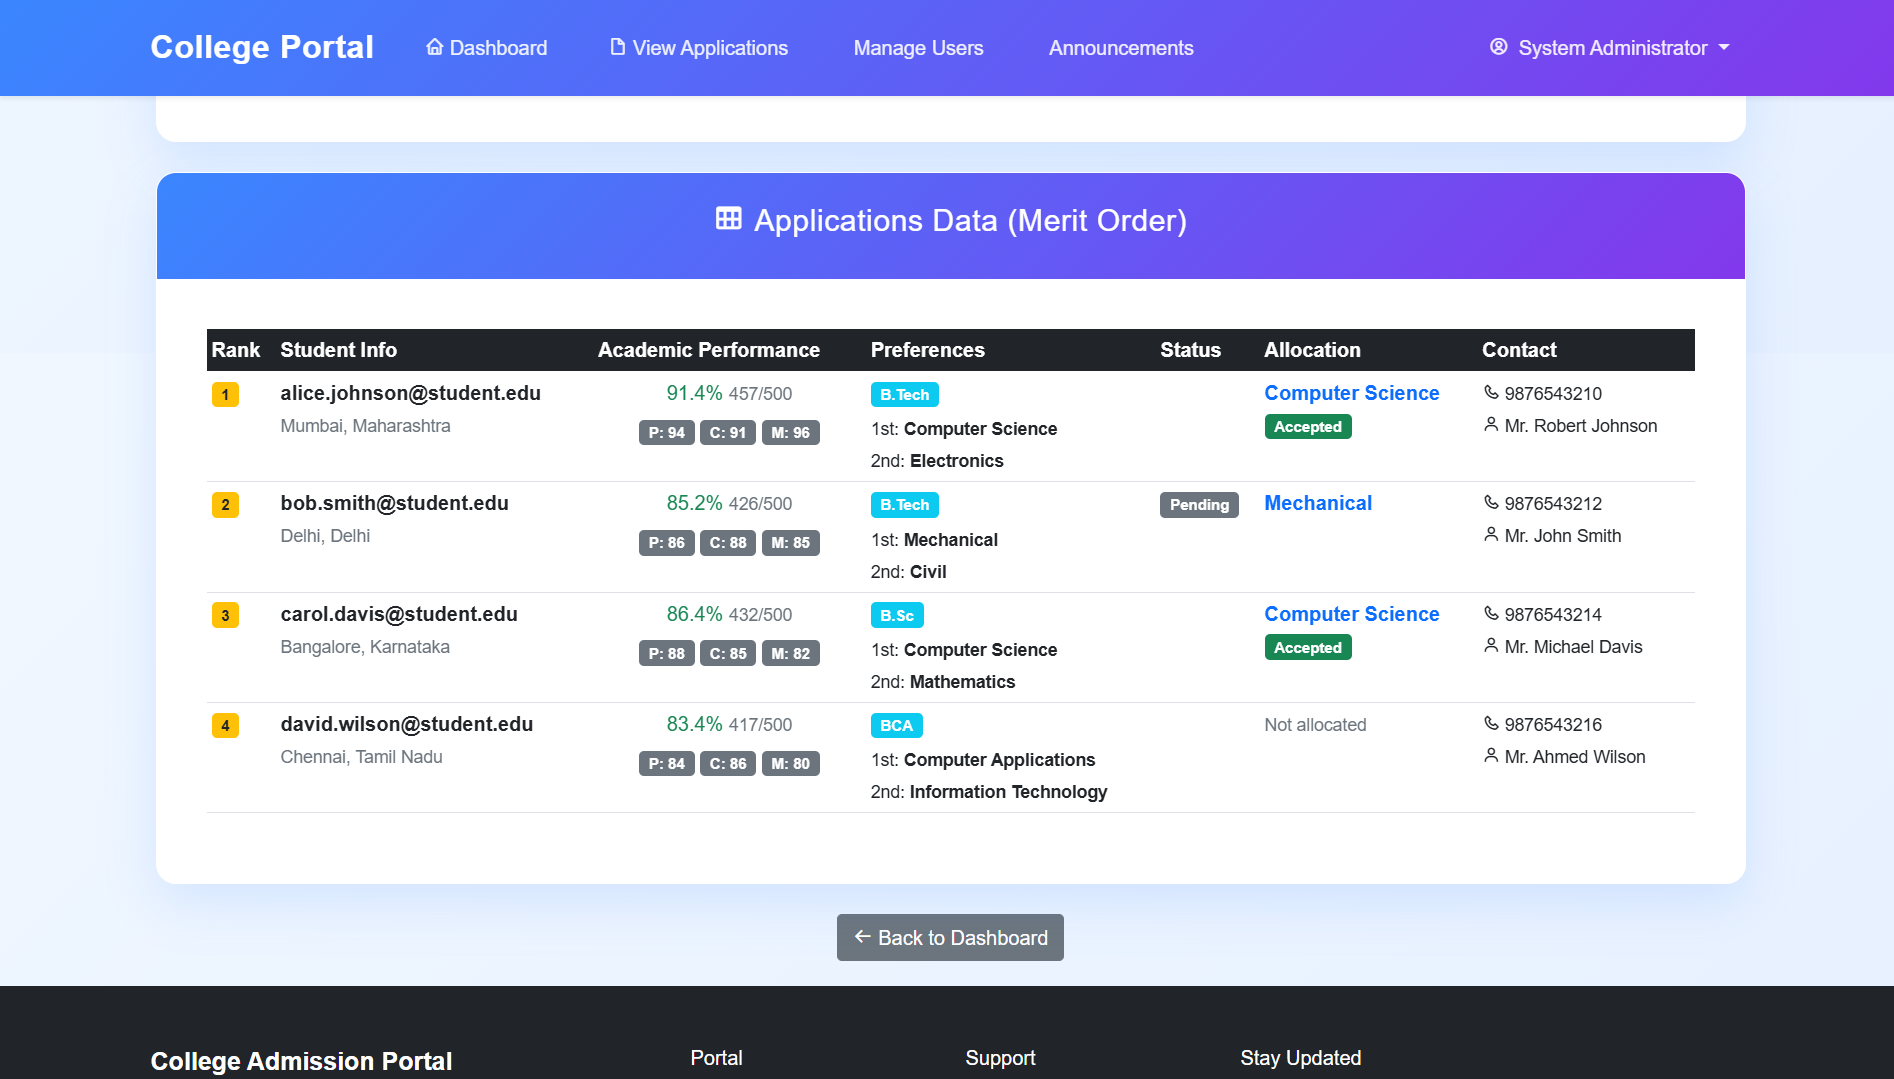 College Portal
Dashboard
View Applications
Manage Users
Announcements
System Administrator
Applications Data (Merit Order)
Rank Student Info Academic Performance Preferences Status Allocation Contact
1 alice.johnson@student.edu 91.4% 457/500 B.Tech Computer Science 9876543210
Mumbai, Maharashtra P: 94 C: 91 M: 96 1st: Computer Science Accepted Mr. Robert Johnson
2nd: Electronics
2 bob.smith@student.edu 85.2% 426/500 B.Tech Pending Mechanical 9876543212
Delhi, Delhi P: 86 C: 88 M: 85 1st: Mechanical Mr. John Smith
2nd: Civil
3 carol.davis@student.edu 86.4% 432/500 B.Sc Computer Science 9876543214
Bangalore, Karnataka P: 88 C: 85 M: 82 1st: Computer Science Accepted Mr. Michael Davis
2nd: Mathematics
4 david.wilson@student.edu 83.4% 417/500 BCA Not allocated 9876543216
Chennai, Tamil Nadu P: 84 C: 86 M: 80 1st: Computer Applications Mr. Ahmed Wilson
2nd: Information Technology
Back to Dashboard
College Admission Portal Portal Support Stay Updated